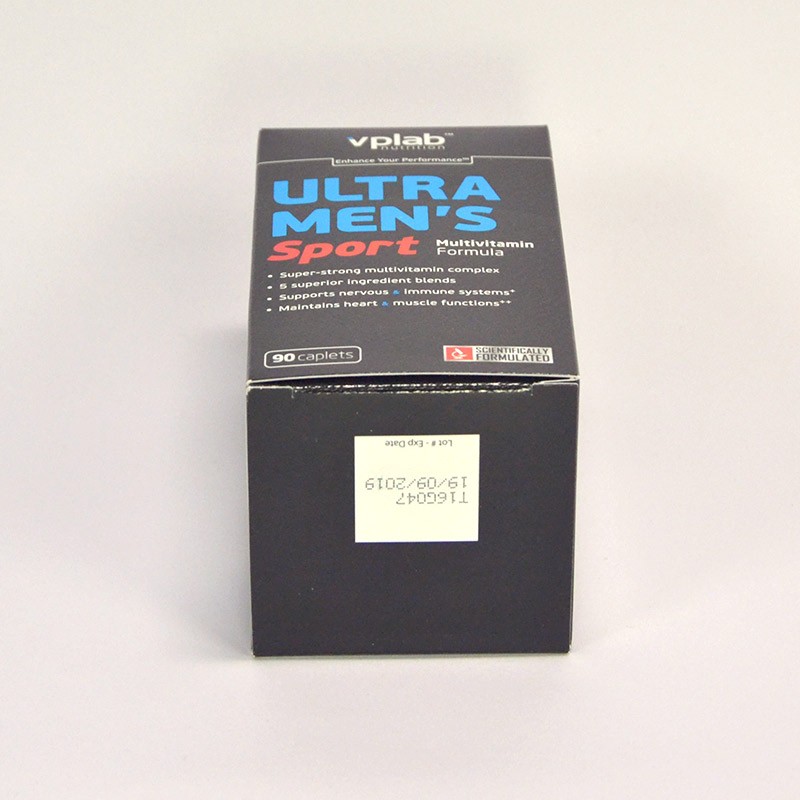 vplab™
nutrition
Enhance Your Performance™
ULTRA
MEN'S
Sport
Multivitamin
Formula
• Super-strong multivitamin complex
• 5 superior ingredient blends
• Supports nervous & immune systems⁺
• Maintains heart & muscle functions⁺⁺
90 caplets
SCIENTIFICALLY
FORMULATED
Lot # - Exp Date
T16G047
19/09/2019